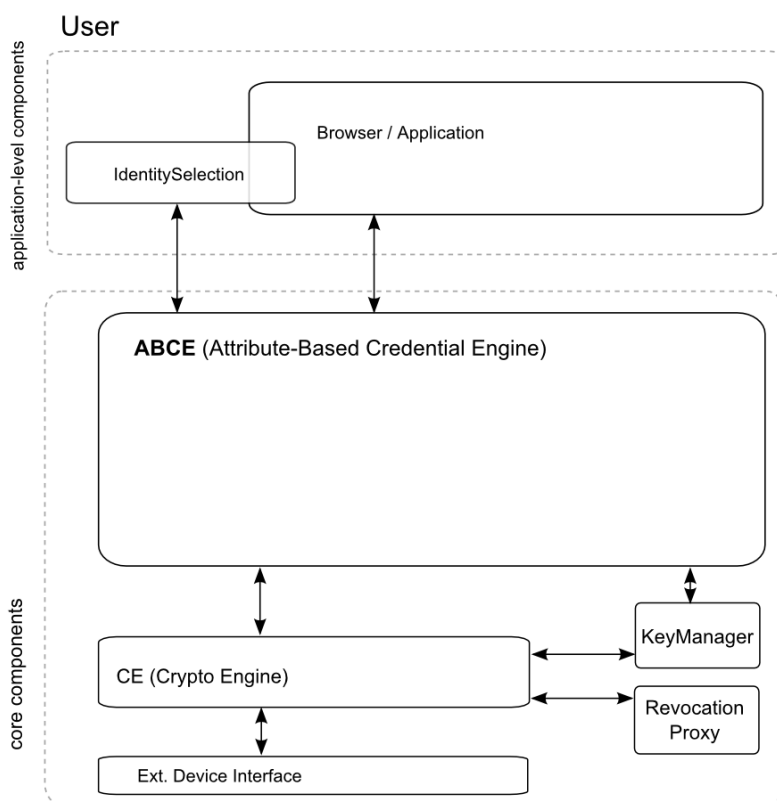 User
application-level components
Browser / Application
IdentitySelection
ABCE (Attribute-Based Credential Engine)
core components
KeyManager
CE (Crypto Engine)
Revocation
Proxy
Ext. Device Interface